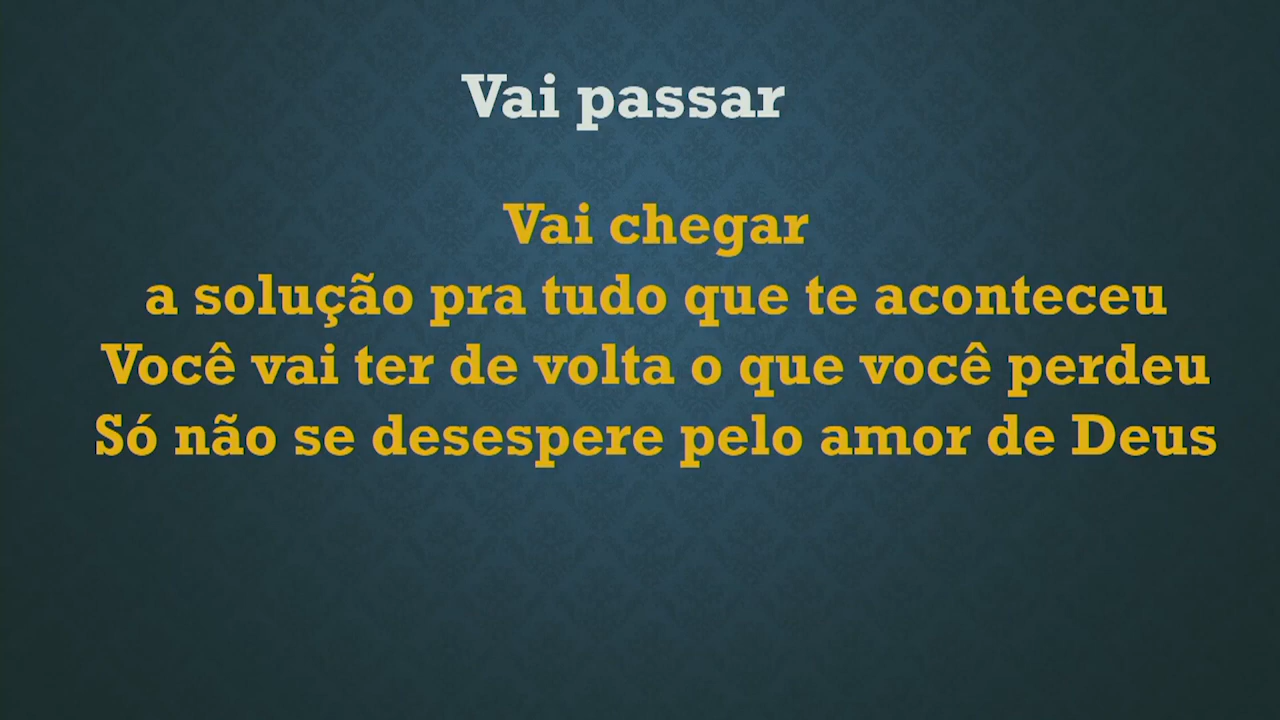 Vai passar
Vai chegar
a solução pra tudo que te aconteceu
Você vai ter de volta o que você perdeu
Só não se desespere pelo amor de Deus